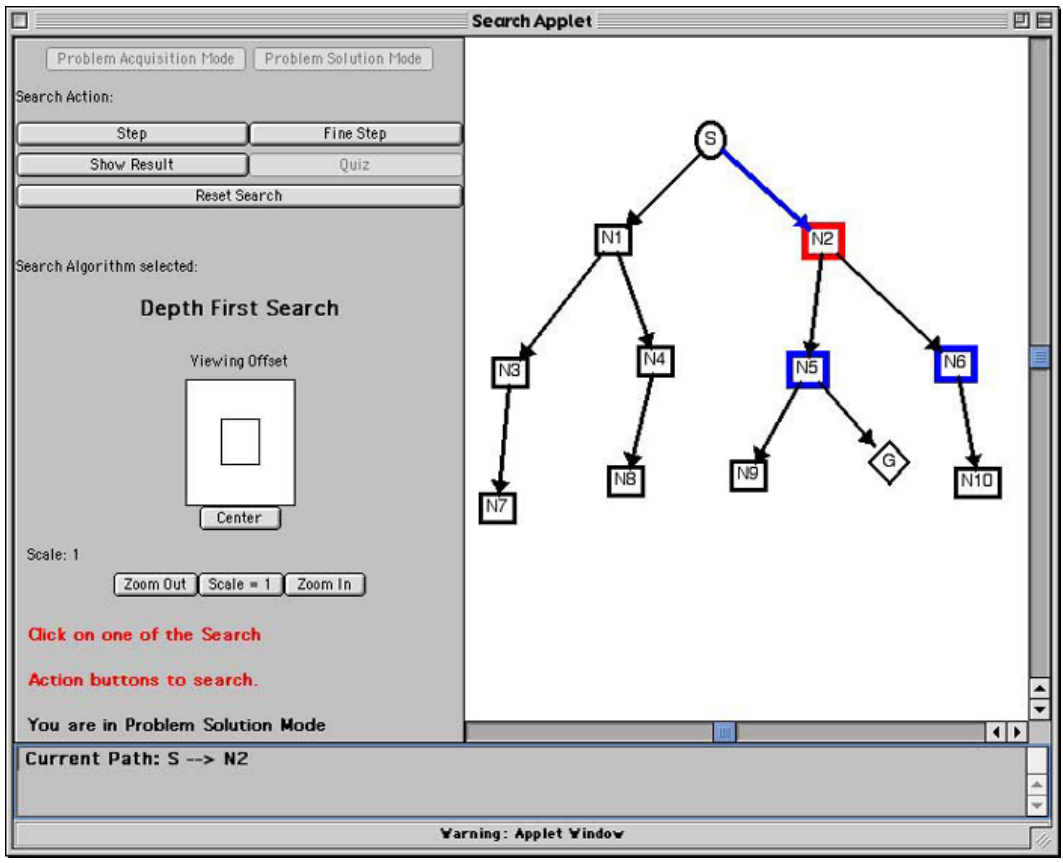 Search Applet
Problem Acquisition Mode Problem Solution Mode
Search Action:
Step Fine Step
Show Result Quiz
Reset Search
Search Algorithm selected:
Depth First Search
Viewing Offset
Center
Scale: 1
Zoom Out Scale = 1 Zoom In
Click on one of the Search
Action buttons to search.
You are in Problem Solution Mode
S
N1 N2
N3 N4 N5 N6
N7 N8 N9 G N10
Current Path: S --> N2
Warning: Applet Window